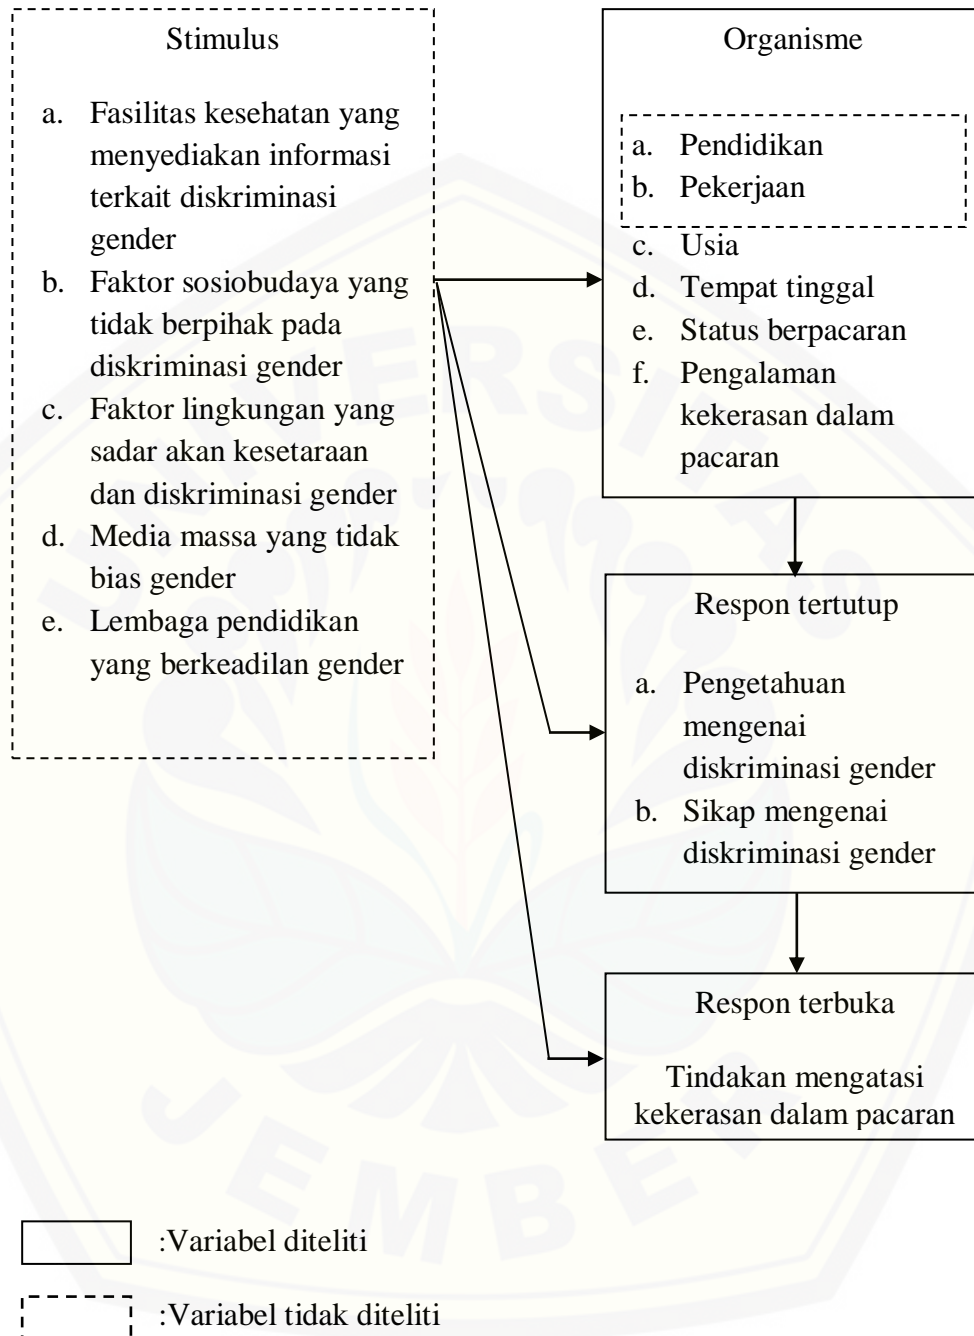 Stimulus
a. Fasilitas kesehatan yang
menyediakan informasi
terkait diskriminasi
gender
b. Faktor sosiobudaya yang
tidak berpihak pada
diskriminasi gender
c. Faktor lingkungan yang
sadar akan kesetaraan
dan diskriminasi gender
d. Media massa yang tidak
bias gender
e. Lembaga pendidikan
yang berkeadilan gender
Organisme
a. Pendidikan
b. Pekerjaan
c. Usia
d. Tempat tinggal
e. Status berpacaran
f. Pengalaman
kekerasan dalam
pacaran
Respon tertutup
a. Pengetahuan
mengenai
diskriminasi gender
b. Sikap mengenai
diskriminasi gender
Respon terbuka
Tindakan mengatasi
kekerasan dalam pacaran
:Variabel diteliti
:Variabel tidak diteliti
UNIVERSITAS
JEMBER